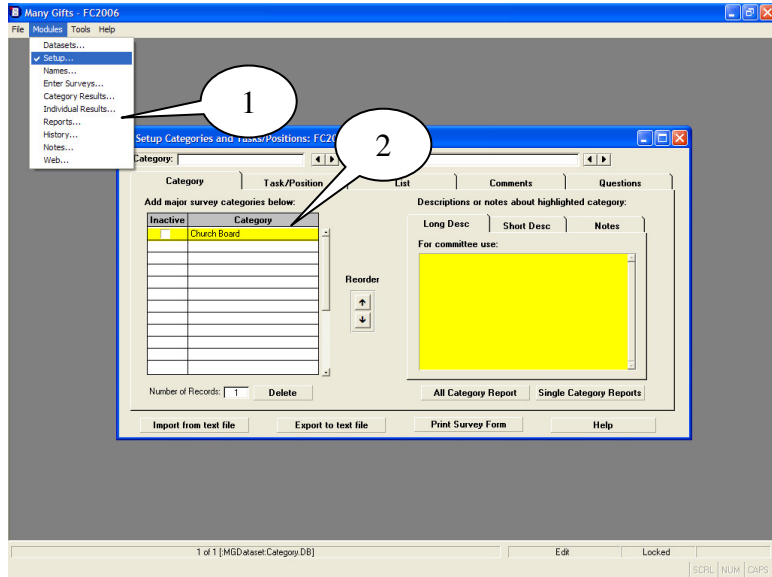 Many Gifts - FC2006
File Modules Tools Help
Datasets...
Setup...
Names...
Enter Surveys...
Category Results...
Individual Results...
Reports...
History...
Notes...
Web...
1
2
Setup Categories and Tasks/Positions: FC20
Category:
Category Task/Position List Comments Questions
Add major survey categories below:
Inactive Category
Church Board
Reorder
Number of Records: 1 Delete
Descriptions or notes about highlighted category:
Long Desc Short Desc Notes
For committee use:
All Category Report Single Category Reports
Import from text file Export to text file Print Survey Form Help
1 of 1 [:MGDataset:Category.DB] Edit Locked
SCRL NUM CAPS